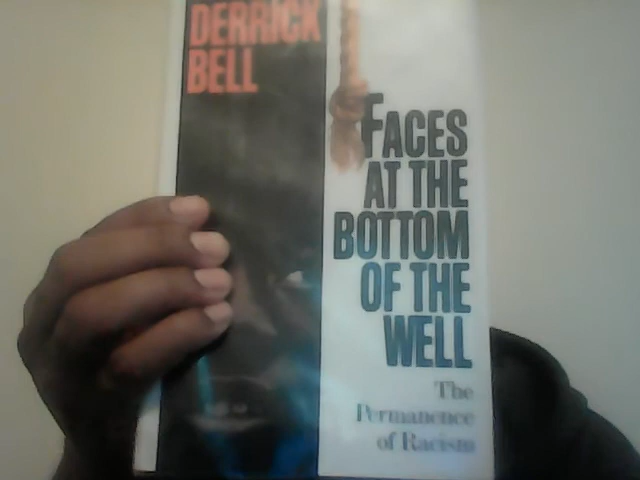 DERRICK
BELL
FACES
AT THE
BOTTOM
OF THE
WELL
The
Permanence
of Racism